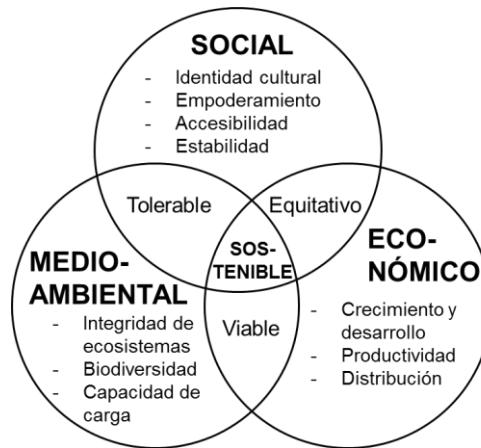 SOCIAL
- Identidad cultural
- Empoderamiento
- Accesibilidad
- Estabilidad
Tolerable
Equitativo
SOS-
TENIBLE
MEDIO-
AMBIENTAL
- Integridad de
ecosistemas
- Biodiversidad
- Capacidad de
carga
Viable
ECO-
NÓMICO
- Crecimiento y
desarrollo
- Productividad
- Distribución